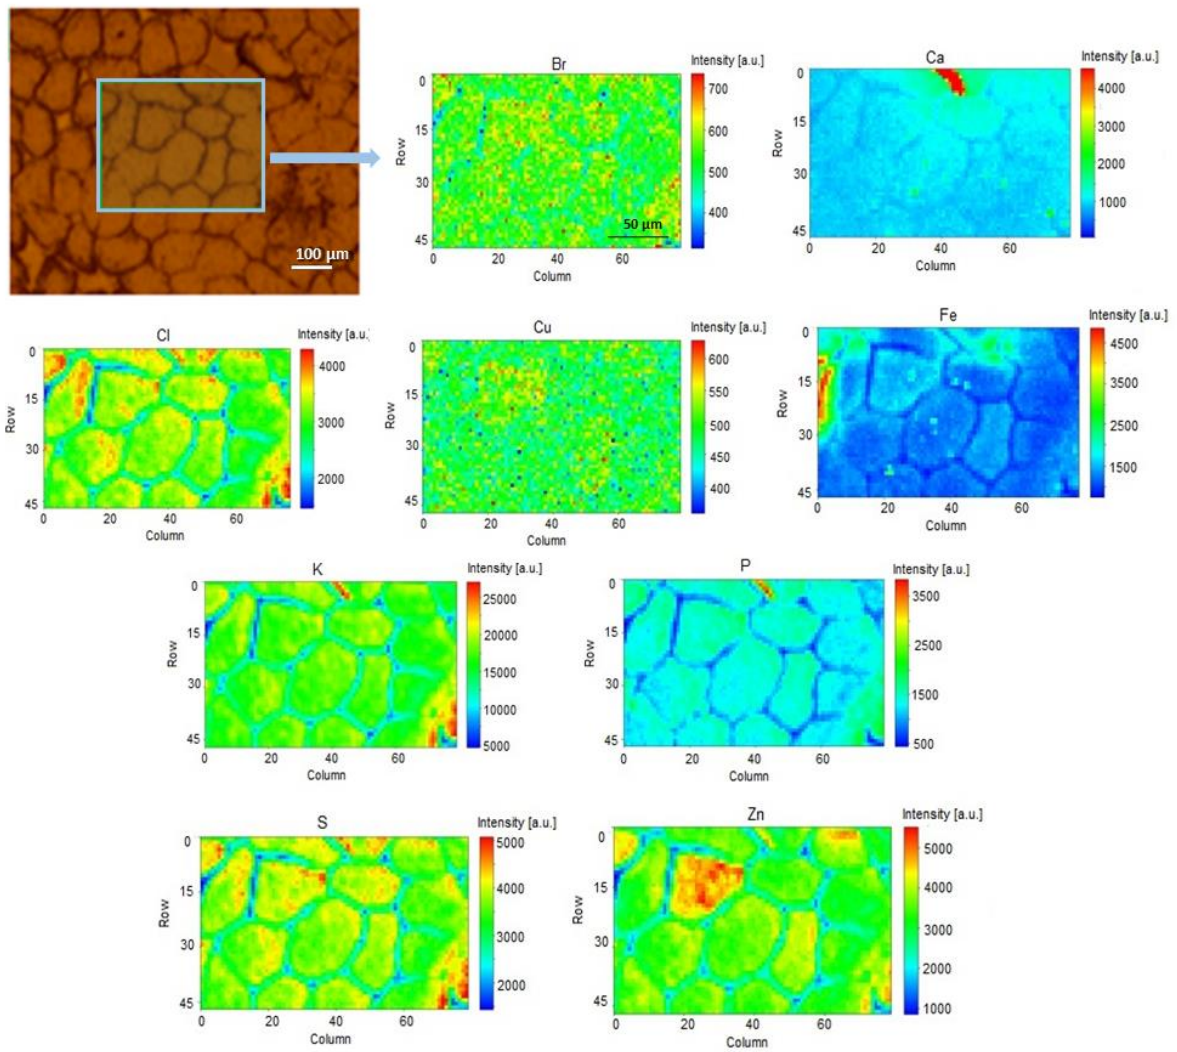 100 µm
Br
Intensity [a.u.]
700
600
500
400
0
15
30
45
Row
50 µm
0
20
40
60
Column
Ca
Intensity [a.u.]
4000
3000
2000
1000
0
15
30
45
Row
0
20
40
60
Column
Cl
Intensity [a.u.]
4000
3000
2000
0
15
30
45
Row
0
20
40
60
Column
Cu
Intensity [a.u.]
600
550
500
450
400
0
15
30
45
Row
0
20
40
60
Column
Fe
Intensity [a.u.]
4500
3500
2500
1500
0
15
30
45
Row
0
20
40
60
Column
K
Intensity [a.u.]
25000
20000
15000
10000
5000
0
15
30
45
Row
0
20
40
60
Column
P
Intensity [a.u.]
3500
2500
1500
500
0
15
30
45
Row
0
20
40
60
Column
S
Intensity [a.u.]
5000
4000
3000
2000
0
15
30
45
Row
0
20
40
60
Column
Zn
Intensity [a.u.]
5000
4000
3000
2000
1000
0
15
30
45
Row
0
20
40
60
Column